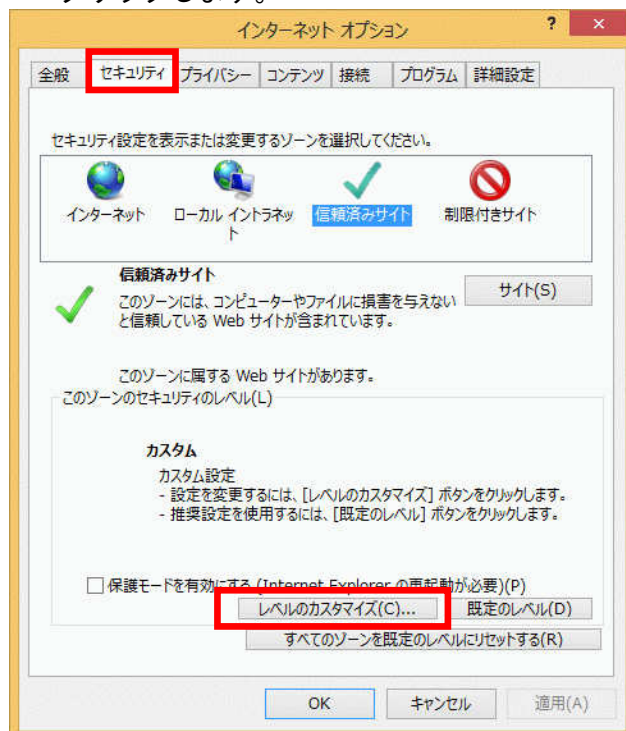 クリックします。
インターネット オプション
?
×
全般 セキュリティ プライバシー コンテンツ 接続 プログラム 詳細設定
セキュリティ設定を表示または変更するゾーンを選択してください。
インターネット ローカル イントラネッ 信頼済みサイト 制限付きサイト
ト
信頼済みサイト
サイト(S)
このゾーンには、コンピューターやファイルに損害を与えない
と信頼している Web サイトが含まれています。
このゾーンに属する Web サイトがあります。
このゾーンのセキュリティのレベル(L)
カスタム
カスタム設定
- 設定を変更するには、[レベルのカスタマイズ] ボタンをクリックします。
- 推奨設定を使用するには、[既定のレベル] ボタンをクリックします。
保護モードを有効にする (Internet Explorer の再起動が必要)(P)
レベルのカスタマイズ(C)... 既定のレベル(D)
すべてのゾーンを既定のレベルにリセットする(R)
OK キャンセル 適用(A)